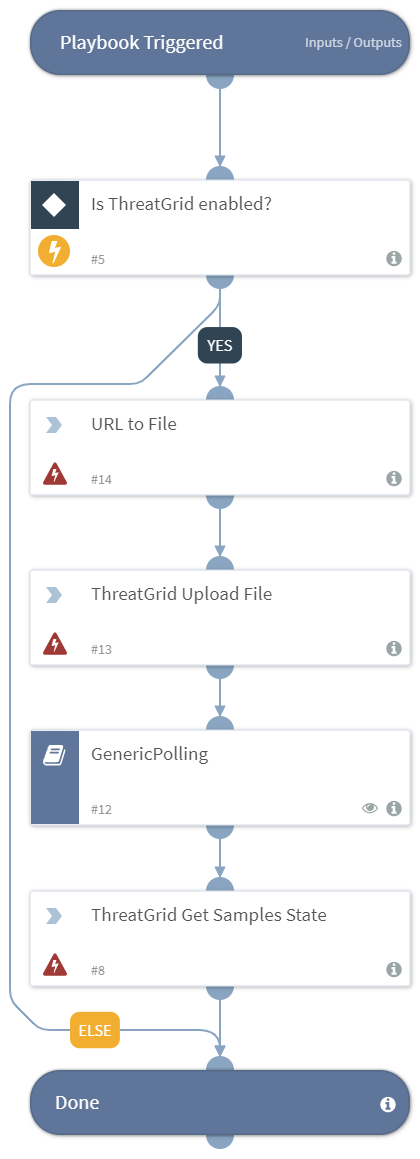 Playbook Triggered
Inputs / Outputs
Is ThreatGrid enabled?
#5
YES
URL to File
#14
ThreatGrid Upload File
#13
GenericPolling
#12
ThreatGrid Get Samples State
#8
ELSE
Done